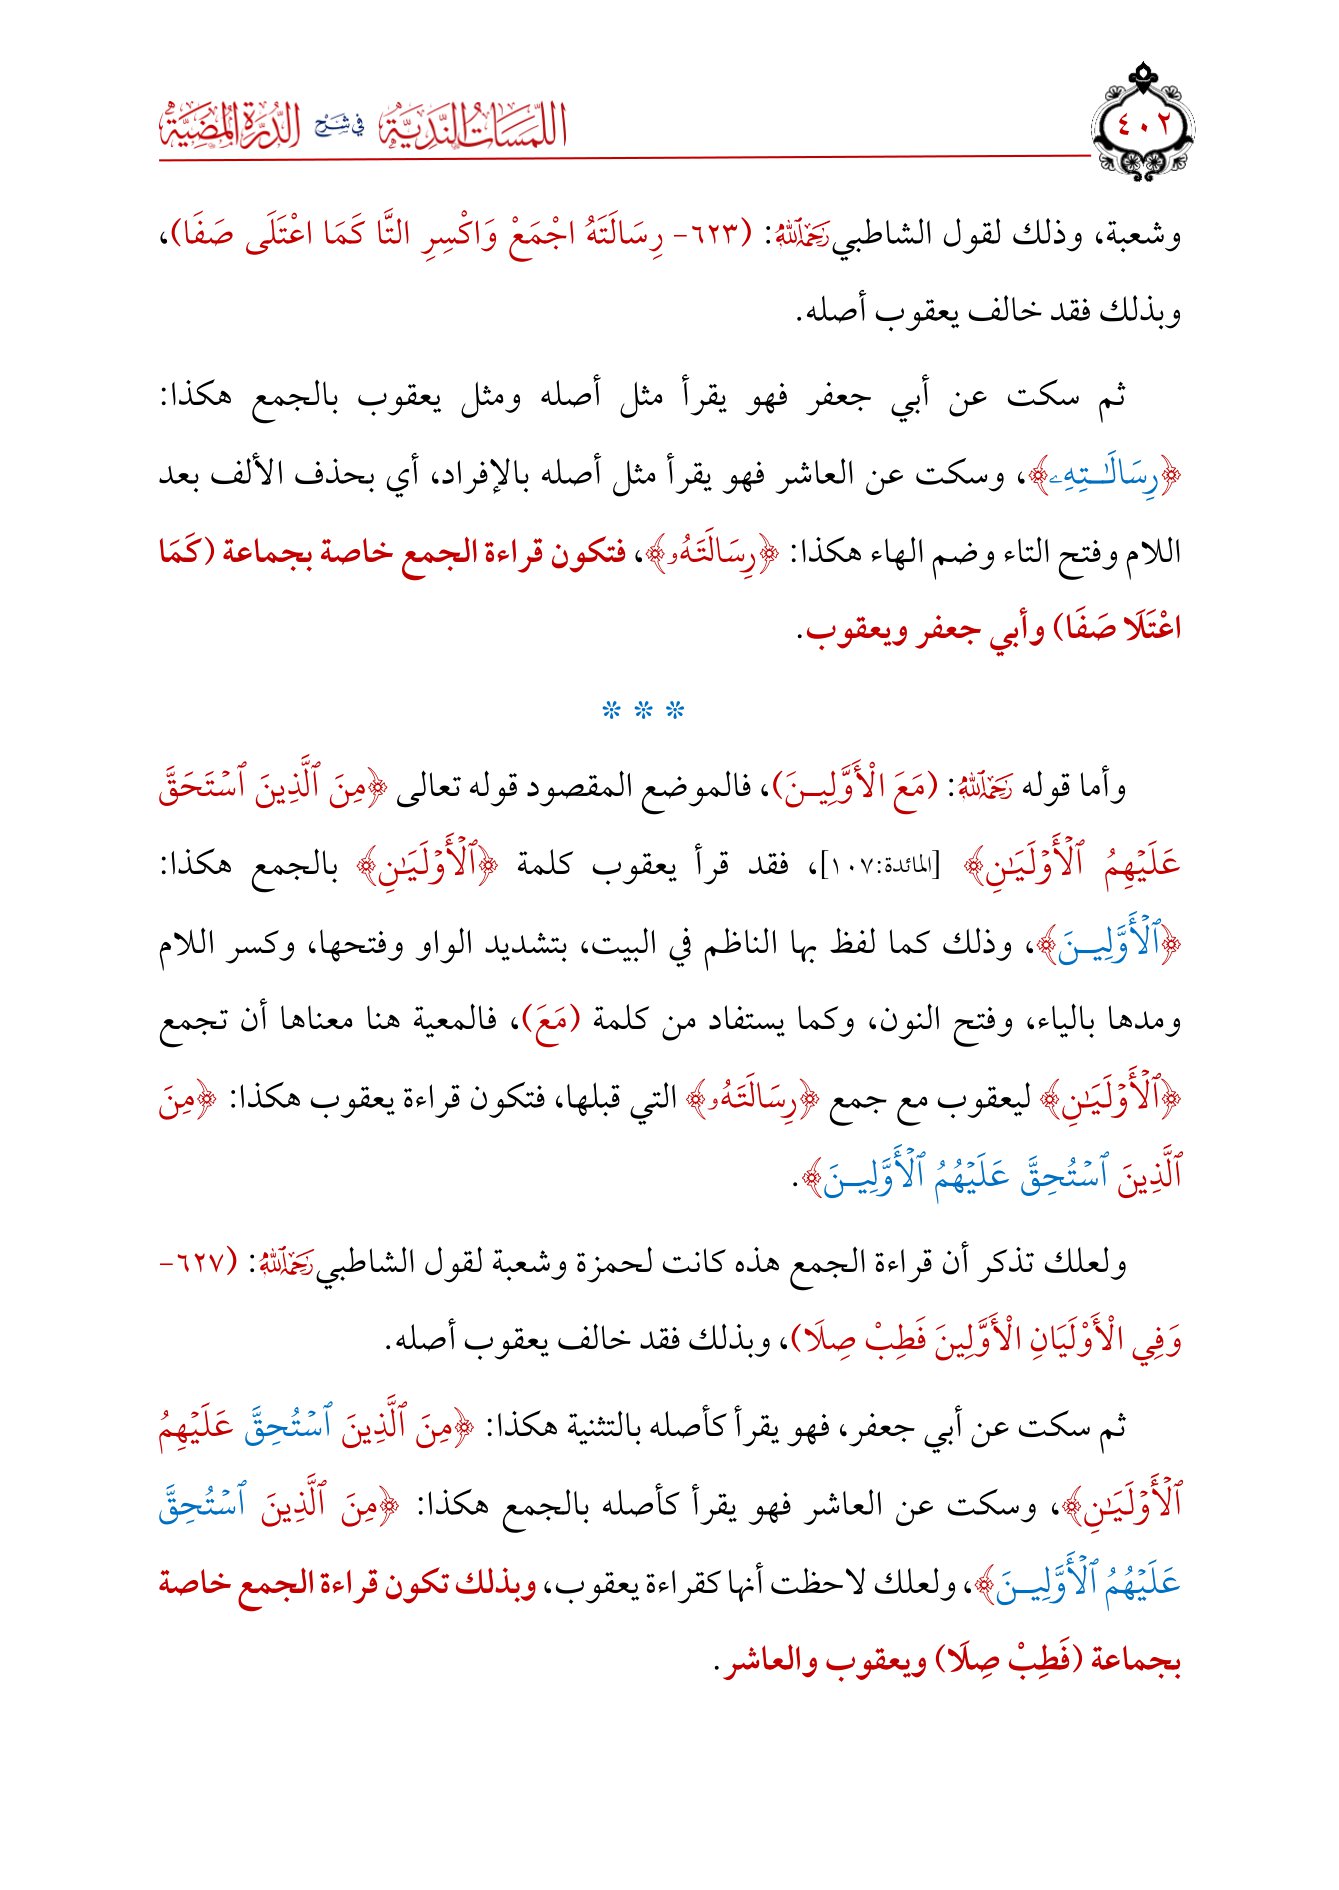 ٤٠٢
اللَّمَسَاتُ النَّدِيَّةُ فِي شَرْحِ الدُّرَّةِ الْمُضِيَّةِ
وشعبة، وذلك لقول الشاطبي رَحِمَهُ ٱللَّهُ: (٦٢٣- رِسَالَتَهُ اجْمَعْ وَاكْسِرِ التَّا كَمَا اعْتَلَى صَفَا)،
وبذلك فقد خالف يعقوب أصله.
ثم سكت عن أبي جعفر فهو يقرأ مثل أصله ومثل يعقوب بالجمع هكذا:
﴿رِسَالَـٰتِهِۦ﴾، وسكت عن العاشر فهو يقرأ مثل أصله بالإفراد، أي بحذف الألف بعد
اللام وفتح التاء وضم الهاء هكذا: ﴿رِسَالَتَهُۥ﴾، فتكون قراءة الجمع خاصة بجماعة (كَمَا
اعْتَلَا صَفَا) وأبي جعفر ويعقوب.
* * *
وأما قوله رَحِمَهُ ٱللَّهُ: (مَعَ الْأَوَّلِيـنَ)، فالموضع المقصود قوله تعالى ﴿مِنَ ٱلَّذِينَ ٱسْتَحَقَّ
عَلَيْهِمُ ٱلْأَوْلَيَـٰنِ﴾ [المائدة:١٠٧]، فقد قرأ يعقوب كلمة ﴿ٱلْأَوْلَيَـٰنِ﴾ بالجمع هكذا:
﴿ٱلْأَوَّلِيـنَ﴾، وذلك كما لفظ بها الناظم في البيت، بتشديد الواو وفتحها، وكسر اللام
ومدها بالياء، وفتح النون، وكما يستفاد من كلمة (مَعَ)، فالمعية هنا معناها أن تجمع
﴿ٱلْأَوْلَيَـٰنِ﴾ ليعقوب مع جمع ﴿رِسَالَتَهُۥ﴾ التي قبلها، فتكون قراءة يعقوب هكذا: ﴿مِنَ
ٱلَّذِينَ ٱسْتُحِقَّ عَلَيْهُمُ ٱلْأَوَّلِيـنَ﴾.
ولعلك تذكر أن قراءة الجمع هذه كانت لحمزة وشعبة لقول الشاطبي رَحِمَهُ ٱللَّهُ: (٦٢٧-
وَفِي الْأَوْلَيَانِ الْأَوَّلِينَ فَطِبْ صِلَا)، وبذلك فقد خالف يعقوب أصله.
ثم سكت عن أبي جعفر، فهو يقرأ كأصله بالتثنية هكذا: ﴿مِنَ ٱلَّذِينَ ٱسْتُحِقَّ عَلَيْهِمُ
ٱلْأَوْلَيَـٰنِ﴾، وسكت عن العاشر فهو يقرأ كأصله بالجمع هكذا: ﴿مِنَ ٱلَّذِينَ ٱسْتُحِقَّ
عَلَيْهُمُ ٱلْأَوَّلِيـنَ﴾، ولعلك لاحظت أنها كقراءة يعقوب، وبذلك تكون قراءة الجمع خاصة
بجماعة (فَطِبْ صِلَا) ويعقوب والعاشر.